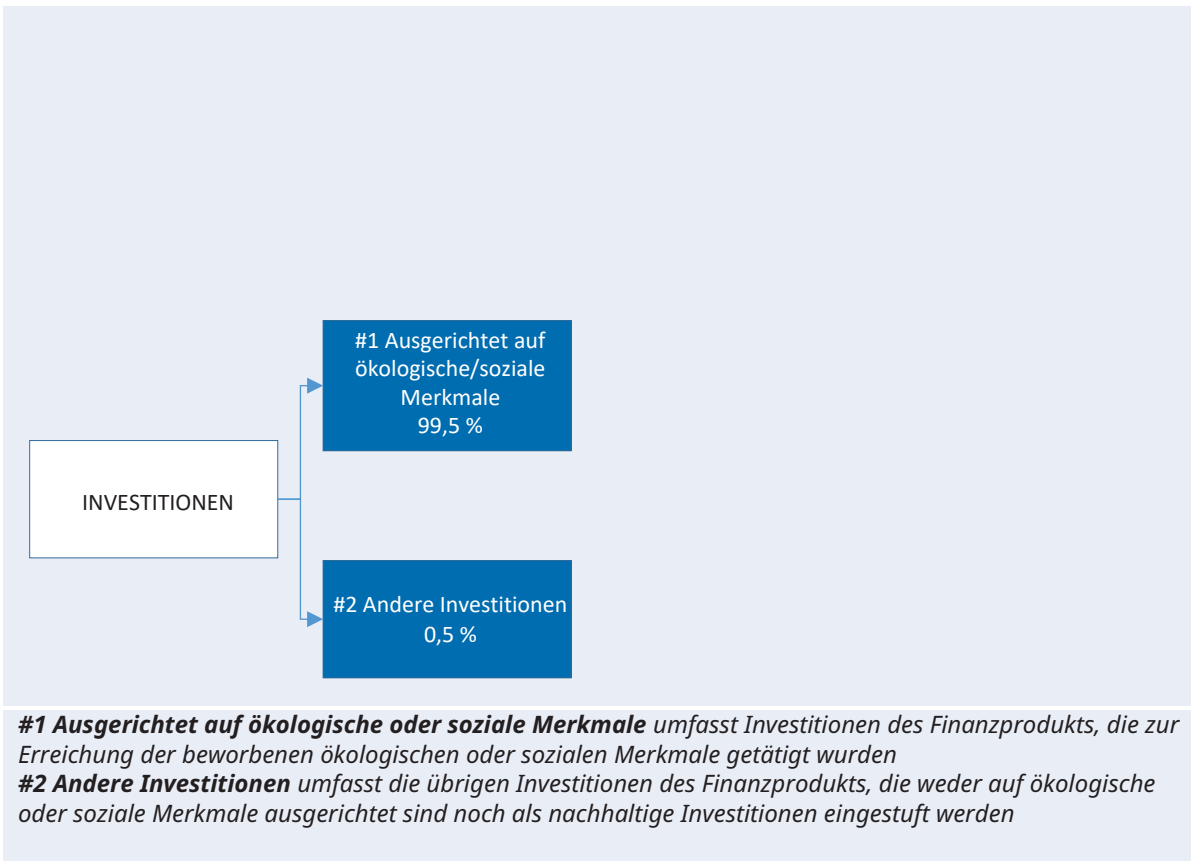 #1 Ausgerichtet auf
ökologische/soziale
Merkmale
99,5 %
INVESTITIONEN
#2 Andere Investitionen
0,5 %
#1 Ausgerichtet auf ökologische oder soziale Merkmale umfasst Investitionen des Finanzprodukts, die zur
Erreichung der beworbenen ökologischen oder sozialen Merkmale getätigt wurden
#2 Andere Investitionen umfasst die übrigen Investitionen des Finanzprodukts, die weder auf ökologische
oder soziale Merkmale ausgerichtet sind noch als nachhaltige Investitionen eingestuft werden